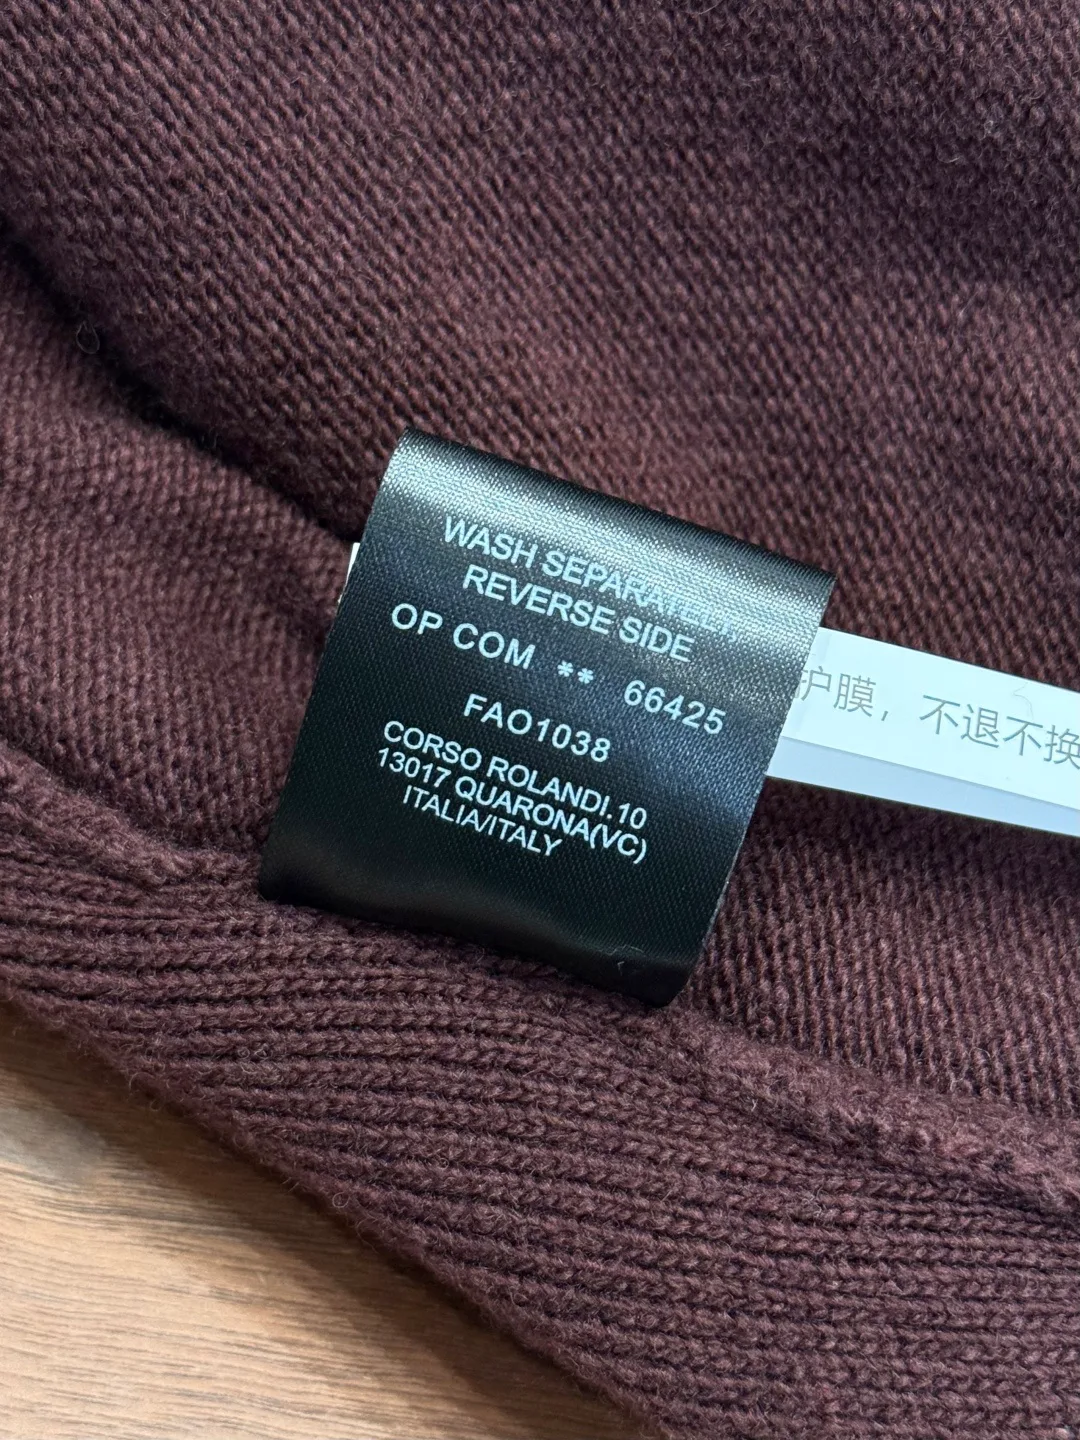 WASH SEPARATELY
REVERSE SIDE
OP COM ** 66425
FAO1038
CORSO ROLANDI.10
13017 QUARONA(VC)
ITALIA/ITALY
护膜，不退不换